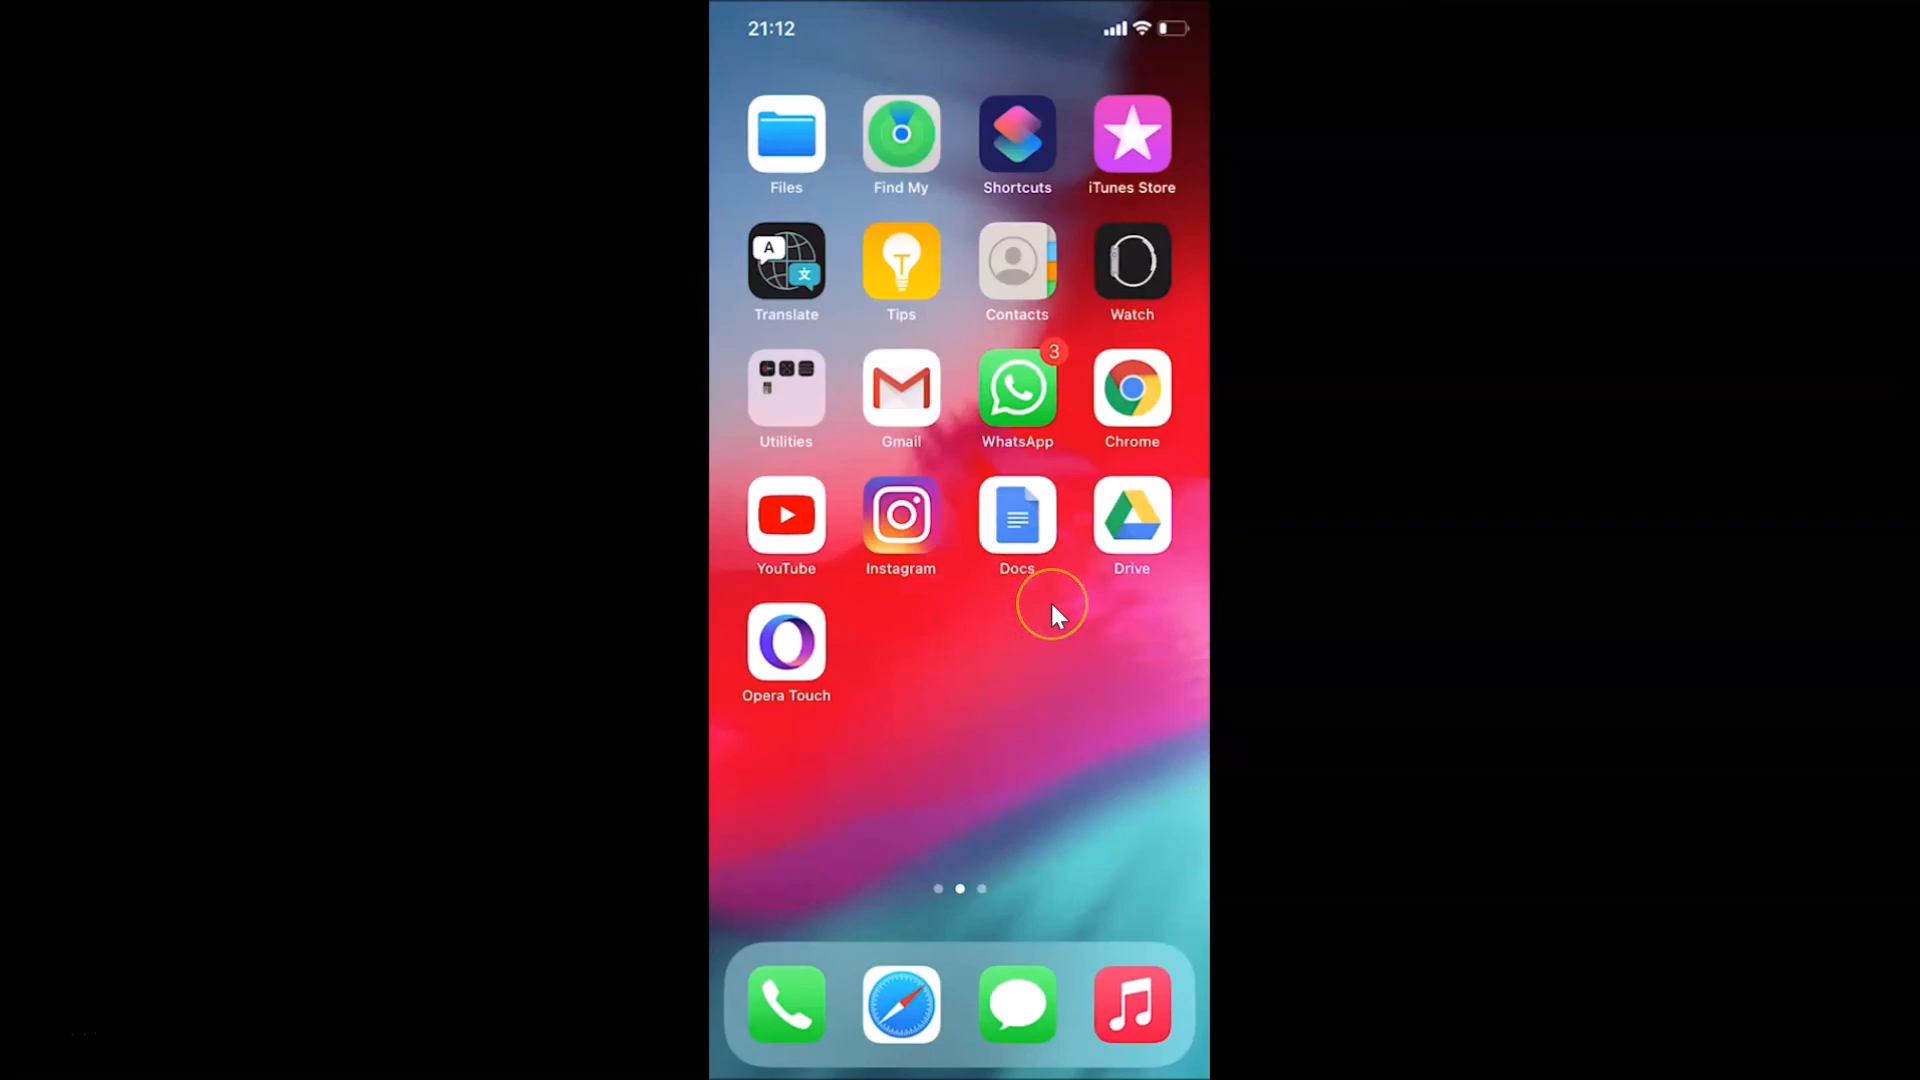 21:12
Files Find My Shortcuts iTunes Store
A 文 T
Translate Tips Contacts Watch
3
Utilities Gmail WhatsApp Chrome
YouTube Instagram Docs Drive
Opera Touch